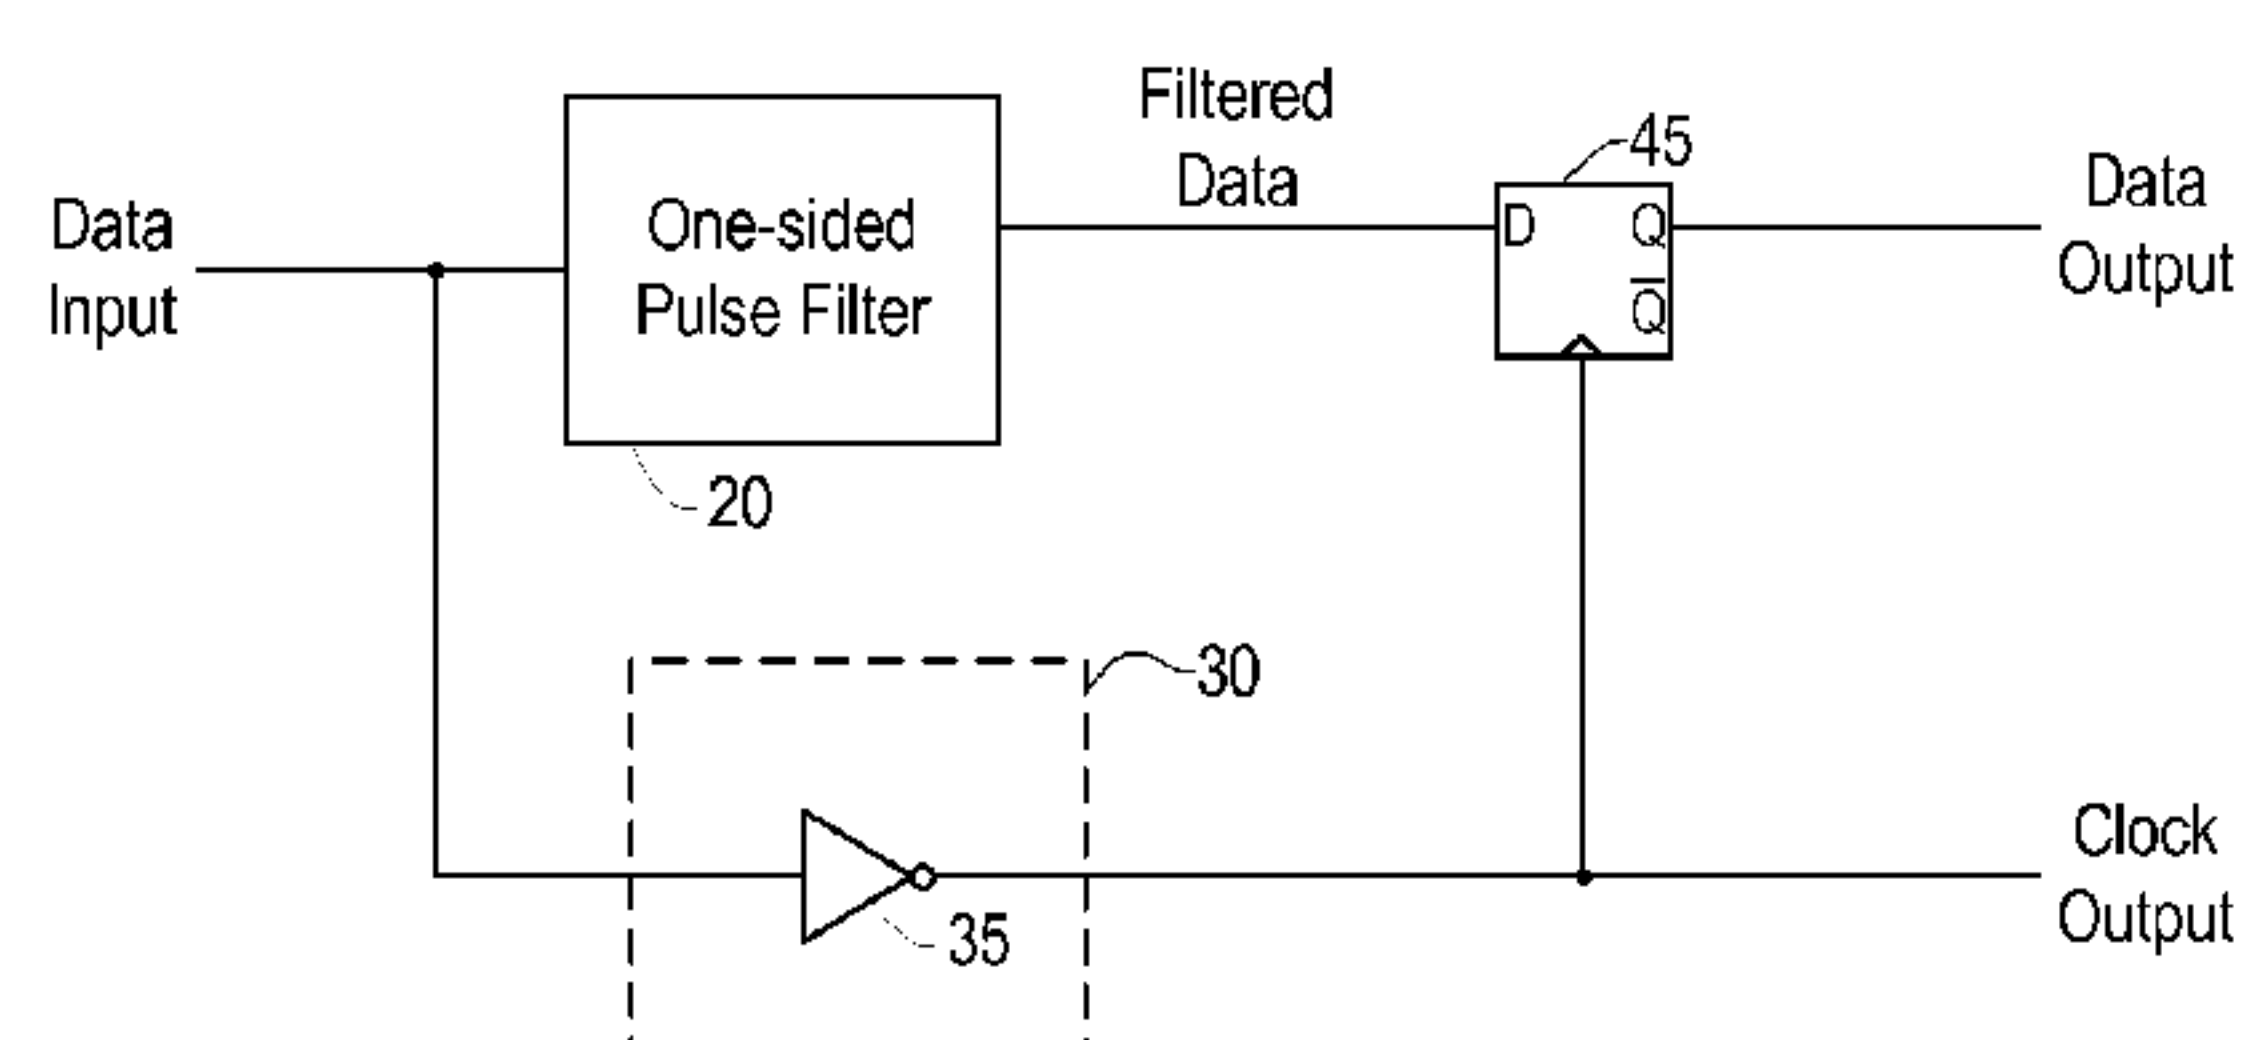 Filtered
Data
45
Data
Output
Data
Input
One-sided
Pulse Filter
D
Q
Q̅
20
30
35
Clock
Output